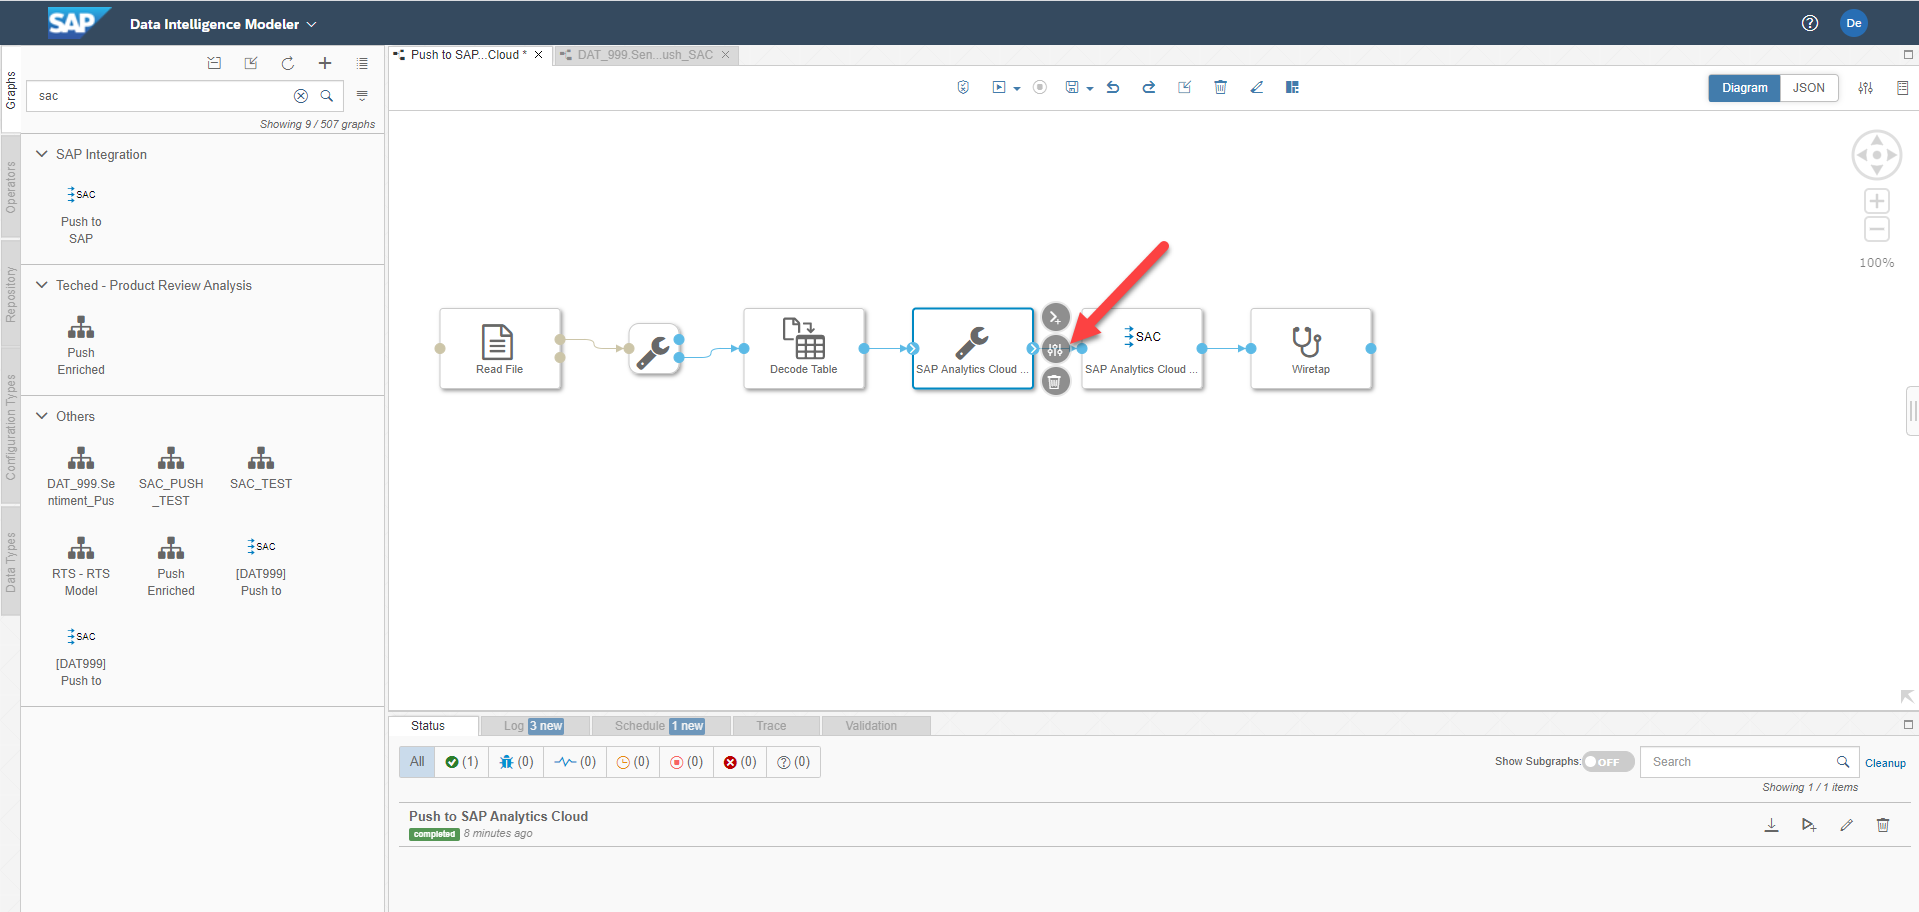 SAP Data Intelligence Modeler
De
Graphs
Operators
Repository
Configuration Types
Data Types
sac
Showing 9 / 507 graphs
SAP Integration
SAC
Push to
SAP
Teched - Product Review Analysis
Push
Enriched
Others
DAT_999.Se
ntiment_Pus
SAC_PUSH
_TEST
SAC_TEST
RTS - RTS
Model
Push
Enriched
SAC
[DAT999]
Push to
SAC
[DAT999]
Push to
Push to SAP...Cloud *
DAT_999.Sen...ush_SAC
Diagram
JSON
100%
Read File
Decode Table
SAP Analytics Cloud ...
SAC
SAP Analytics Cloud ...
Wiretap
Status
Log 3 new
Schedule 1 new
Trace
Validation
All
(1)
(0)
(0)
(0)
(0)
(0)
(0)
Show Subgraphs:
OFF
Search
Cleanup
Showing 1 / 1 items
Push to SAP Analytics Cloud
completed 8 minutes ago